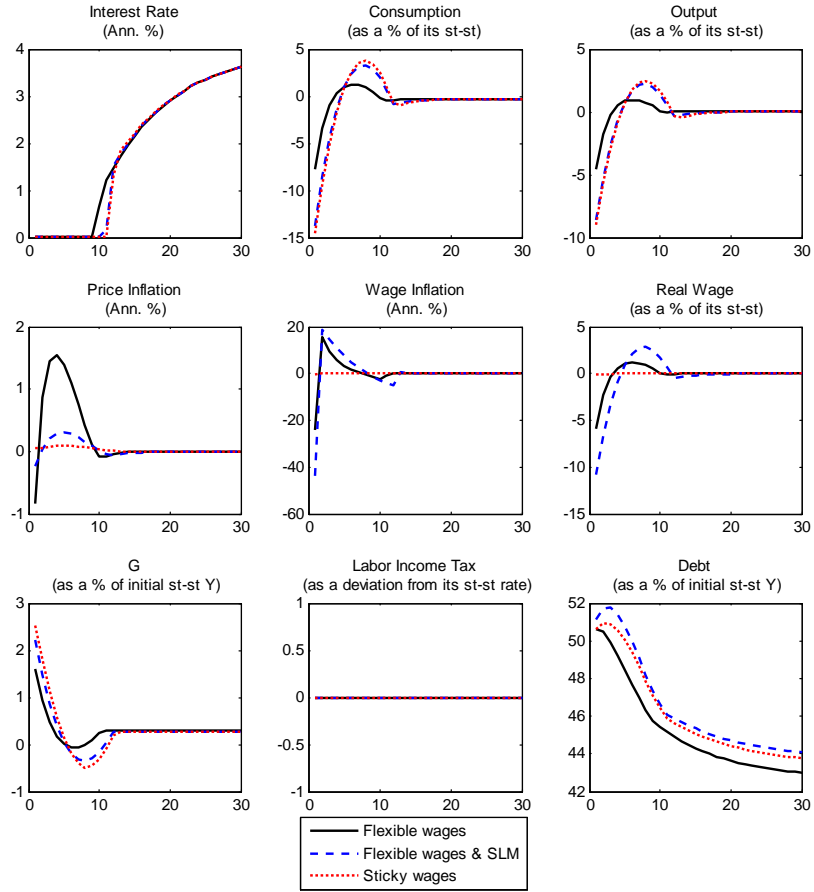 Interest Rate
(Ann. %)
4
3
2
1
0
0 10 20 30
Consumption
(as a % of its st-st)
5
0
-5
-10
-15
0 10 20 30
Output
(as a % of its st-st)
5
0
-5
-10
0 10 20 30
Price Inflation
(Ann. %)
2
1
0
-1
0 10 20 30
Wage Inflation
(Ann. %)
20
0
-20
-40
-60
0 10 20 30
Real Wage
(as a % of its st-st)
5
0
-5
-10
-15
0 10 20 30
G
(as a % of initial st-st Y)
3
2
1
0
-1
0 10 20 30
Labor Income Tax
(as a deviation from its st-st rate)
1
0.5
0
-0.5
-1
0 10 20 30
Debt
(as a % of initial st-st Y)
52
50
48
46
44
42
0 10 20 30
Flexible wages
Flexible wages & SLM
Sticky wages